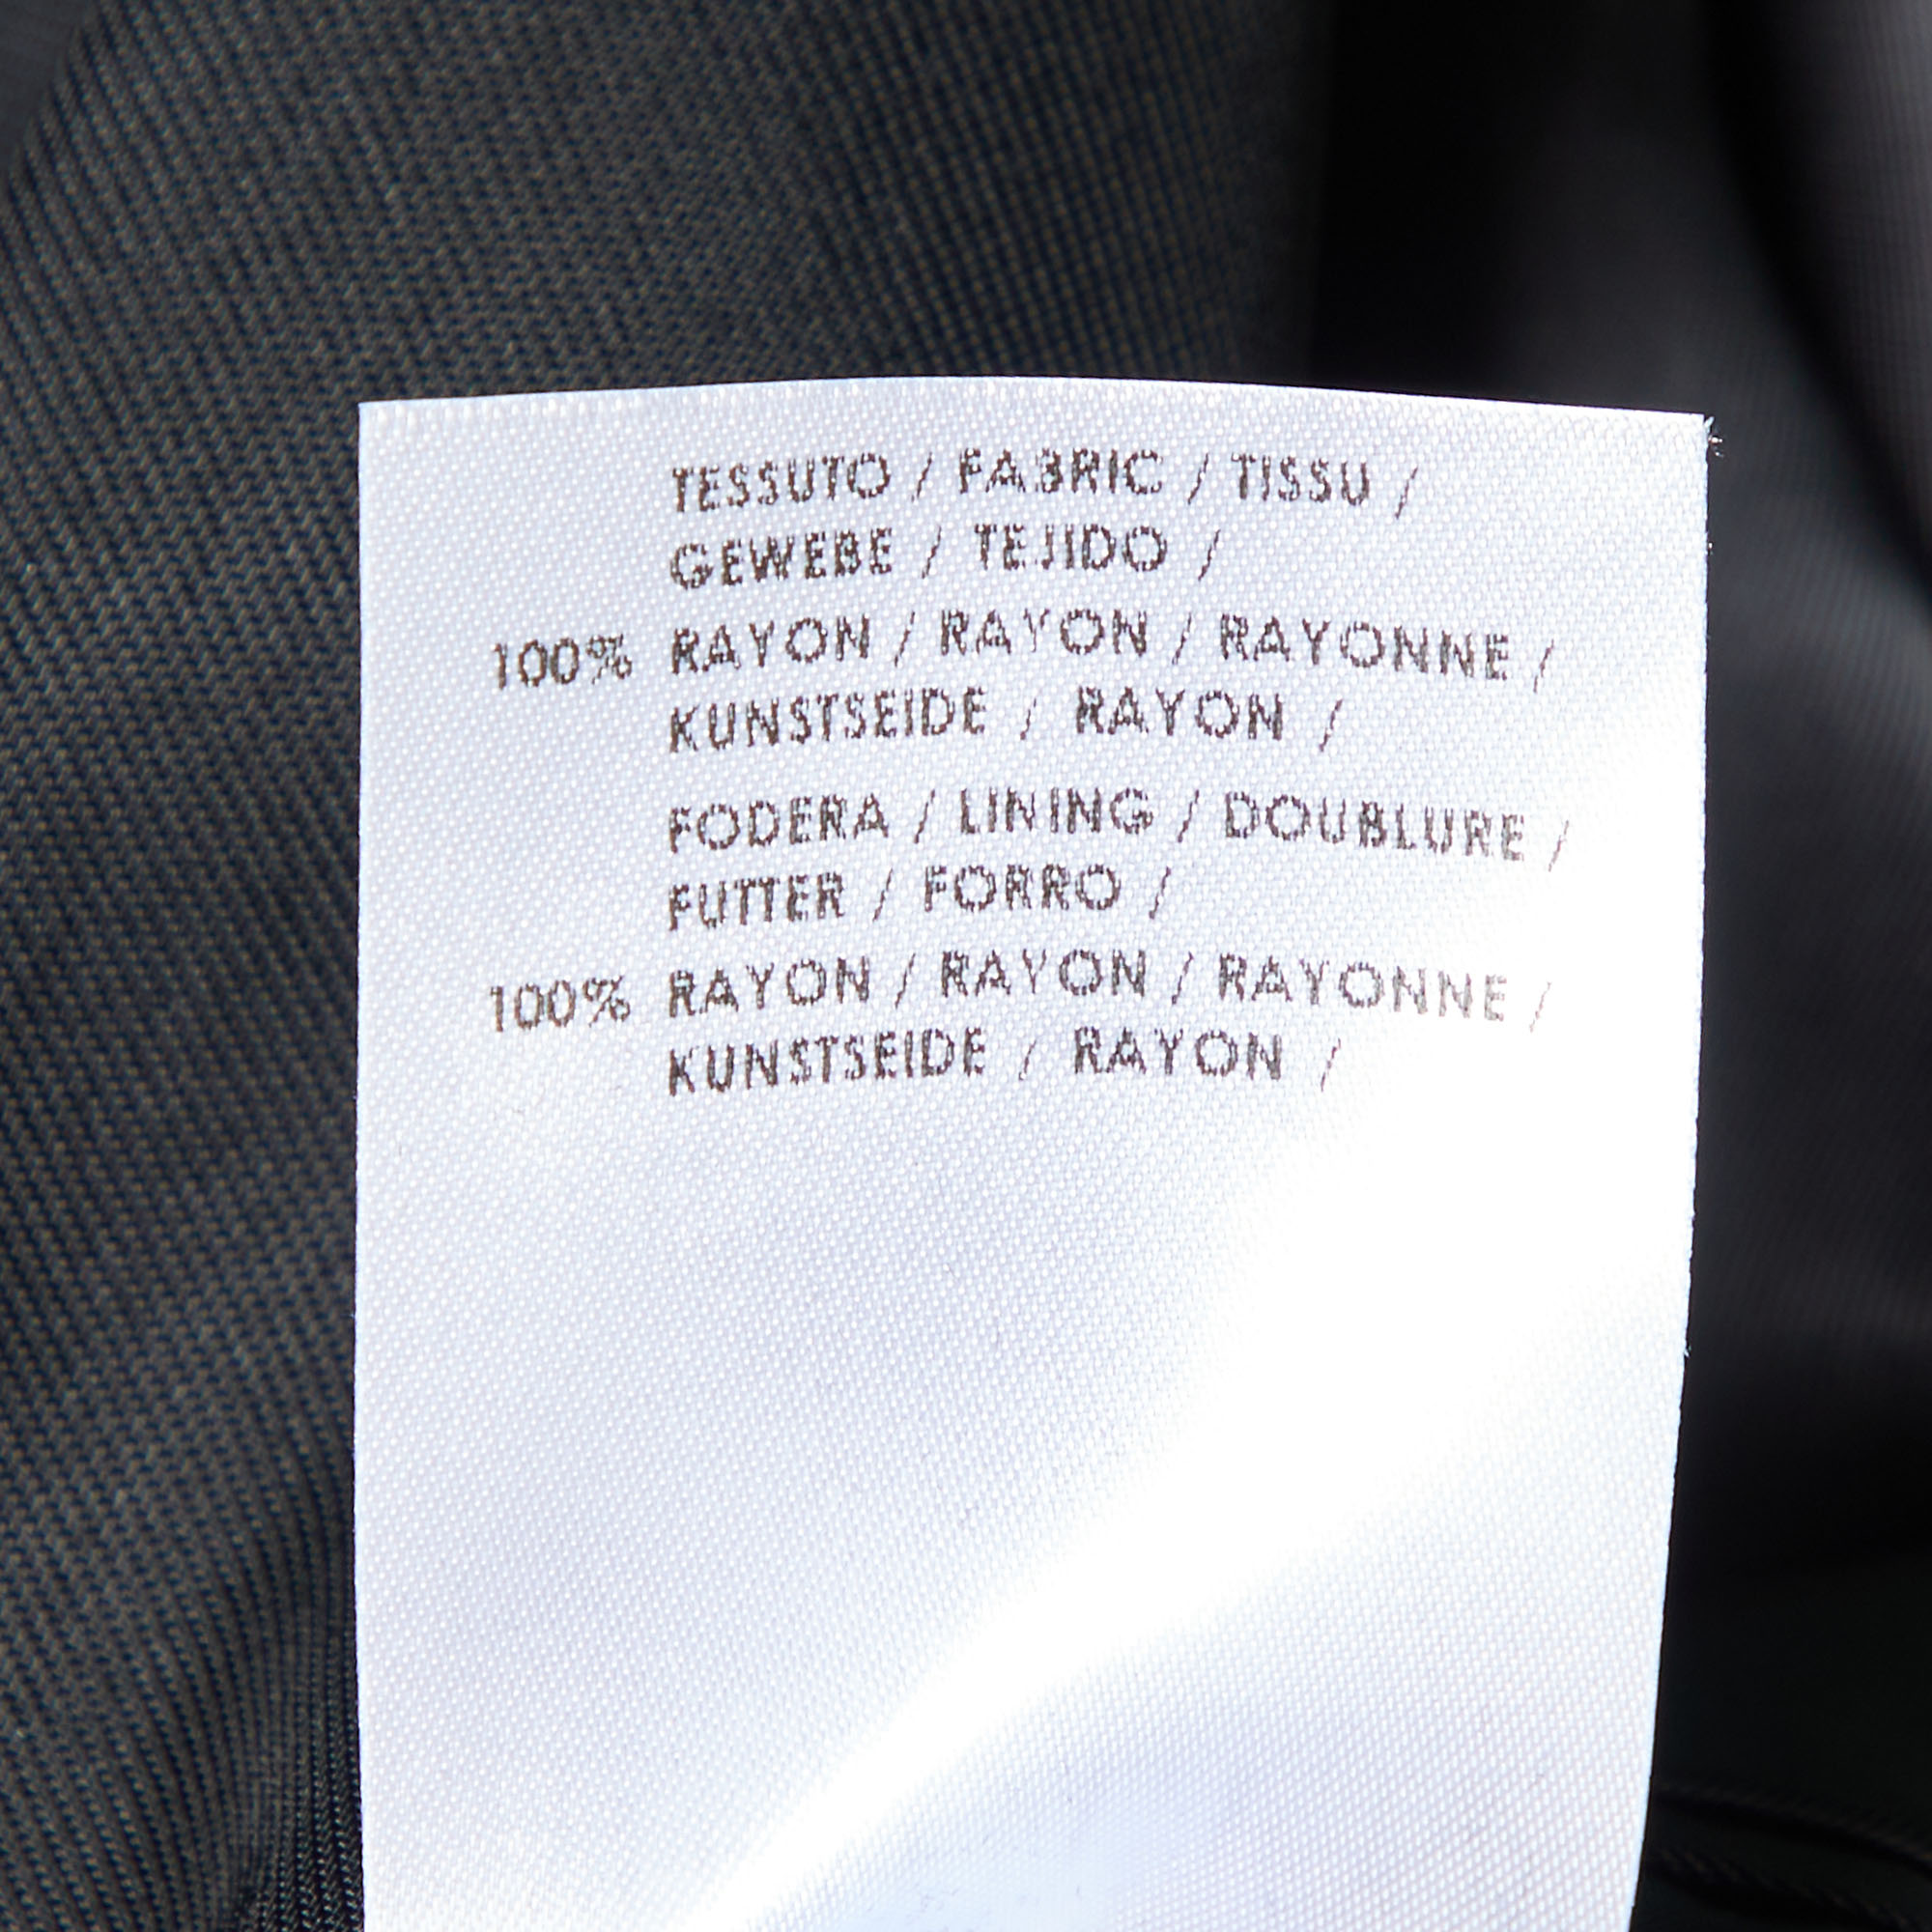 TESSUTO / FABRIC / TISSU /
GEWEBE / TEJIDO /
100% RAYON / RAYON / RAYONNE /
KUNSTSEIDE / RAYON /
FODERA / LINING / DOUBLURE /
FUTTER / FORRO /
100% RAYON / RAYON / RAYONNE /
KUNSTSEIDE / RAYON /